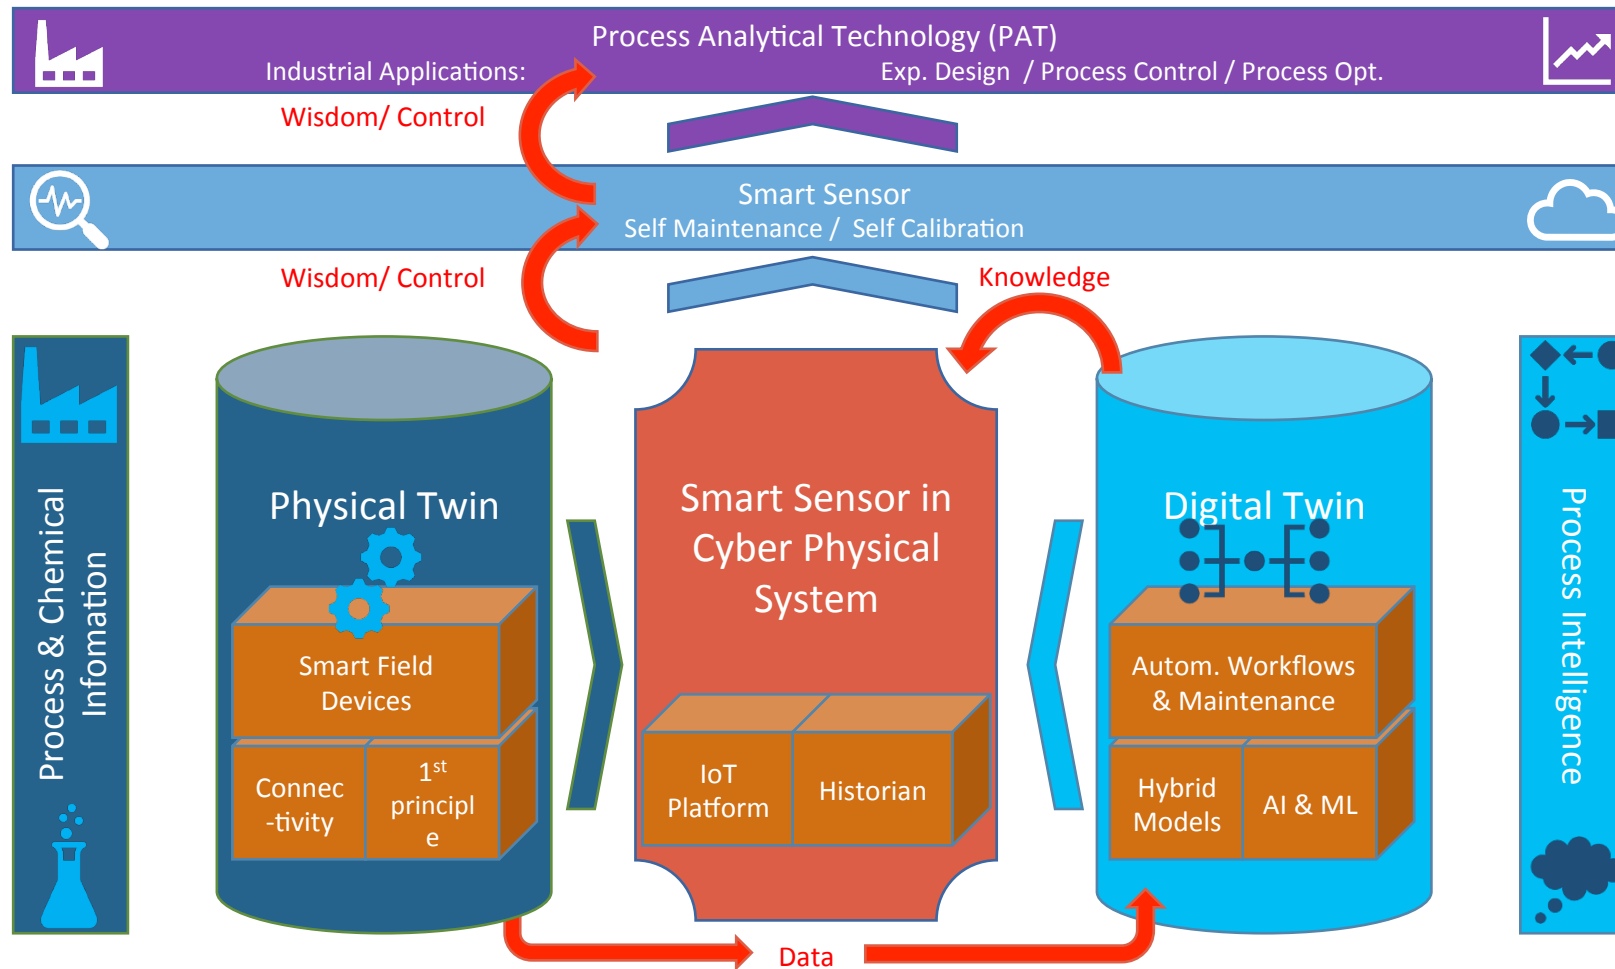 Process Analytical Technology (PAT)
Industrial Applications: Exp. Design / Process Control / Process Opt.
Wisdom/ Control
Smart Sensor
Self Maintenance / Self Calibration
Wisdom/ Control
Knowledge
Process & Chemical
Infomation
Physical Twin
Smart Field
Devices
Connec
-tivity
1st
principl
e
Smart Sensor in
Cyber Physical
System
IoT
Platform
Historian
Digital Twin
Autom. Workflows
& Maintenance
Hybrid
Models
AI & ML
Process Intelligence
Data